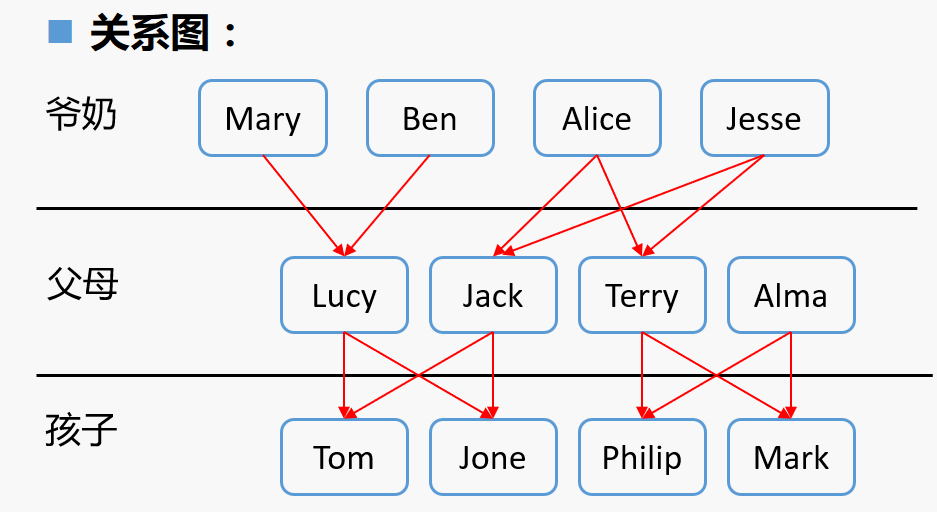 关系图：
爷奶 Mary Ben Alice Jesse
父母 Lucy Jack Terry Alma
孩子 Tom Jone Philip Mark